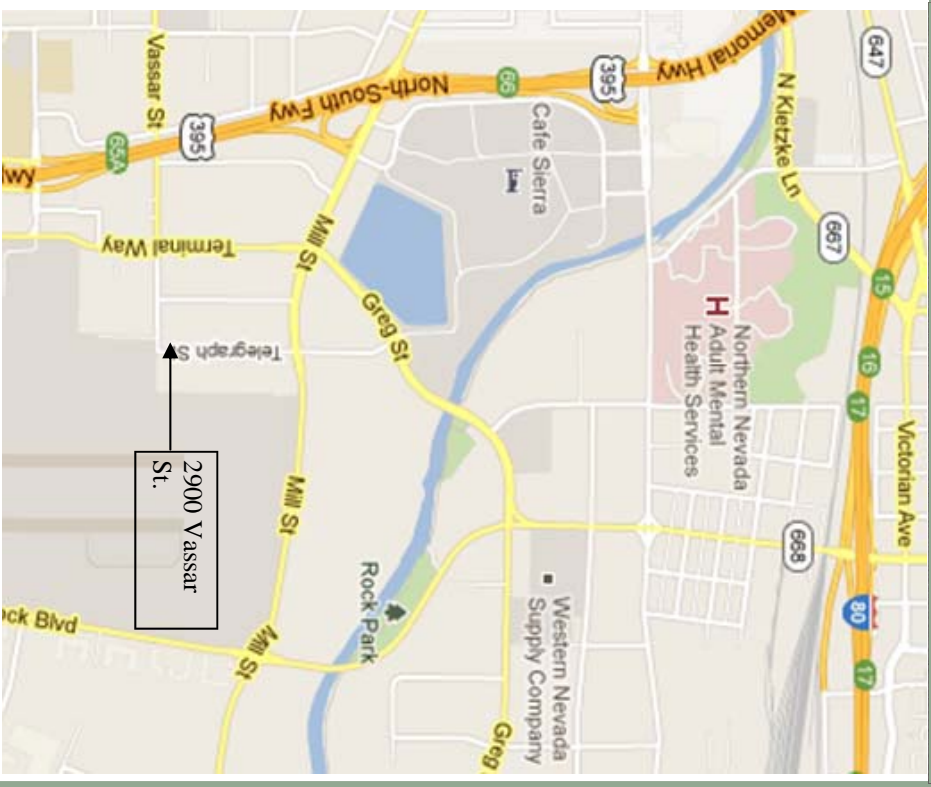 647
Memorial Hwy
N Kietzke Ln
395
66
North-South Fwy
Vassar St
395
65A
wy
Cafe Sierra
667
15
16
17
Victorian Ave
H
Northern Nevada
Adult Mental
Health Services
Mill St
Terminal Way
Greg St
Telegraph S
2900 Vassar
St.
Mill St
668
80
17
Rock Park
Western Nevada
Supply Company
ock Blvd
Mill St
Greg